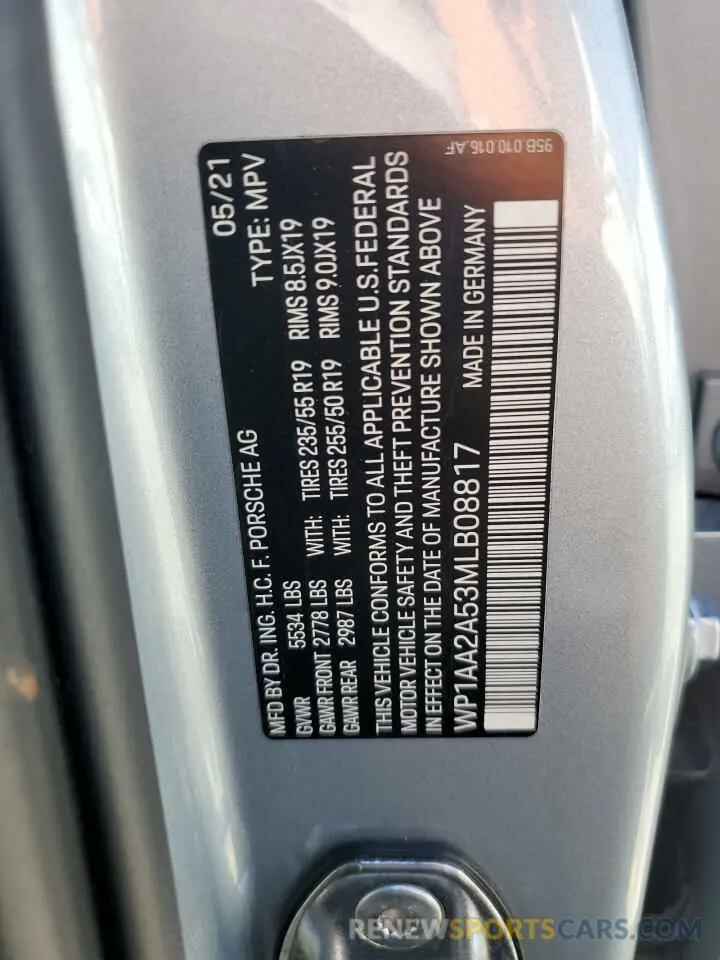 MFD BY DR. ING. H.C. F. PORSCHE AG 05/21
GVWR 5534 LBS TYPE: MPV
GAWR FRONT 2778 LBS WITH: TIRES 235/55 R19 RIMS 8.5JX19
GAWR REAR 2987 LBS WITH: TIRES 255/50 R19 RIMS 9.0JX19
THIS VEHICLE CONFORMS TO ALL APPLICABLE U.S.FEDERAL
MOTOR VEHICLE SAFETY AND THEFT PREVENTION STANDARDS
IN EFFECT ON THE DATE OF MANUFACTURE SHOWN ABOVE
WP1AA2A53MLB08817 MADE IN GERMANY
95B.010.016.AF
RENEWSPORTSCARS.COM